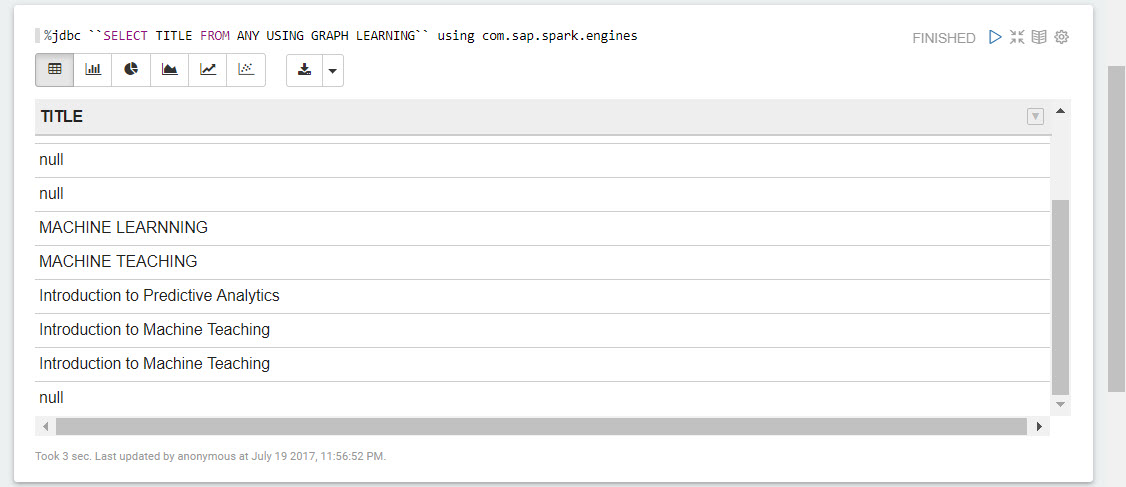 %jdbc ``SELECT TITLE FROM ANY USING GRAPH LEARNING`` using com.sap.spark.engines
FINISHED
TITLE
null
null
MACHINE LEARNNING
MACHINE TEACHING
Introduction to Predictive Analytics
Introduction to Machine Teaching
Introduction to Machine Teaching
null
Took 3 sec. Last updated by anonymous at July 19 2017, 11:56:52 PM.